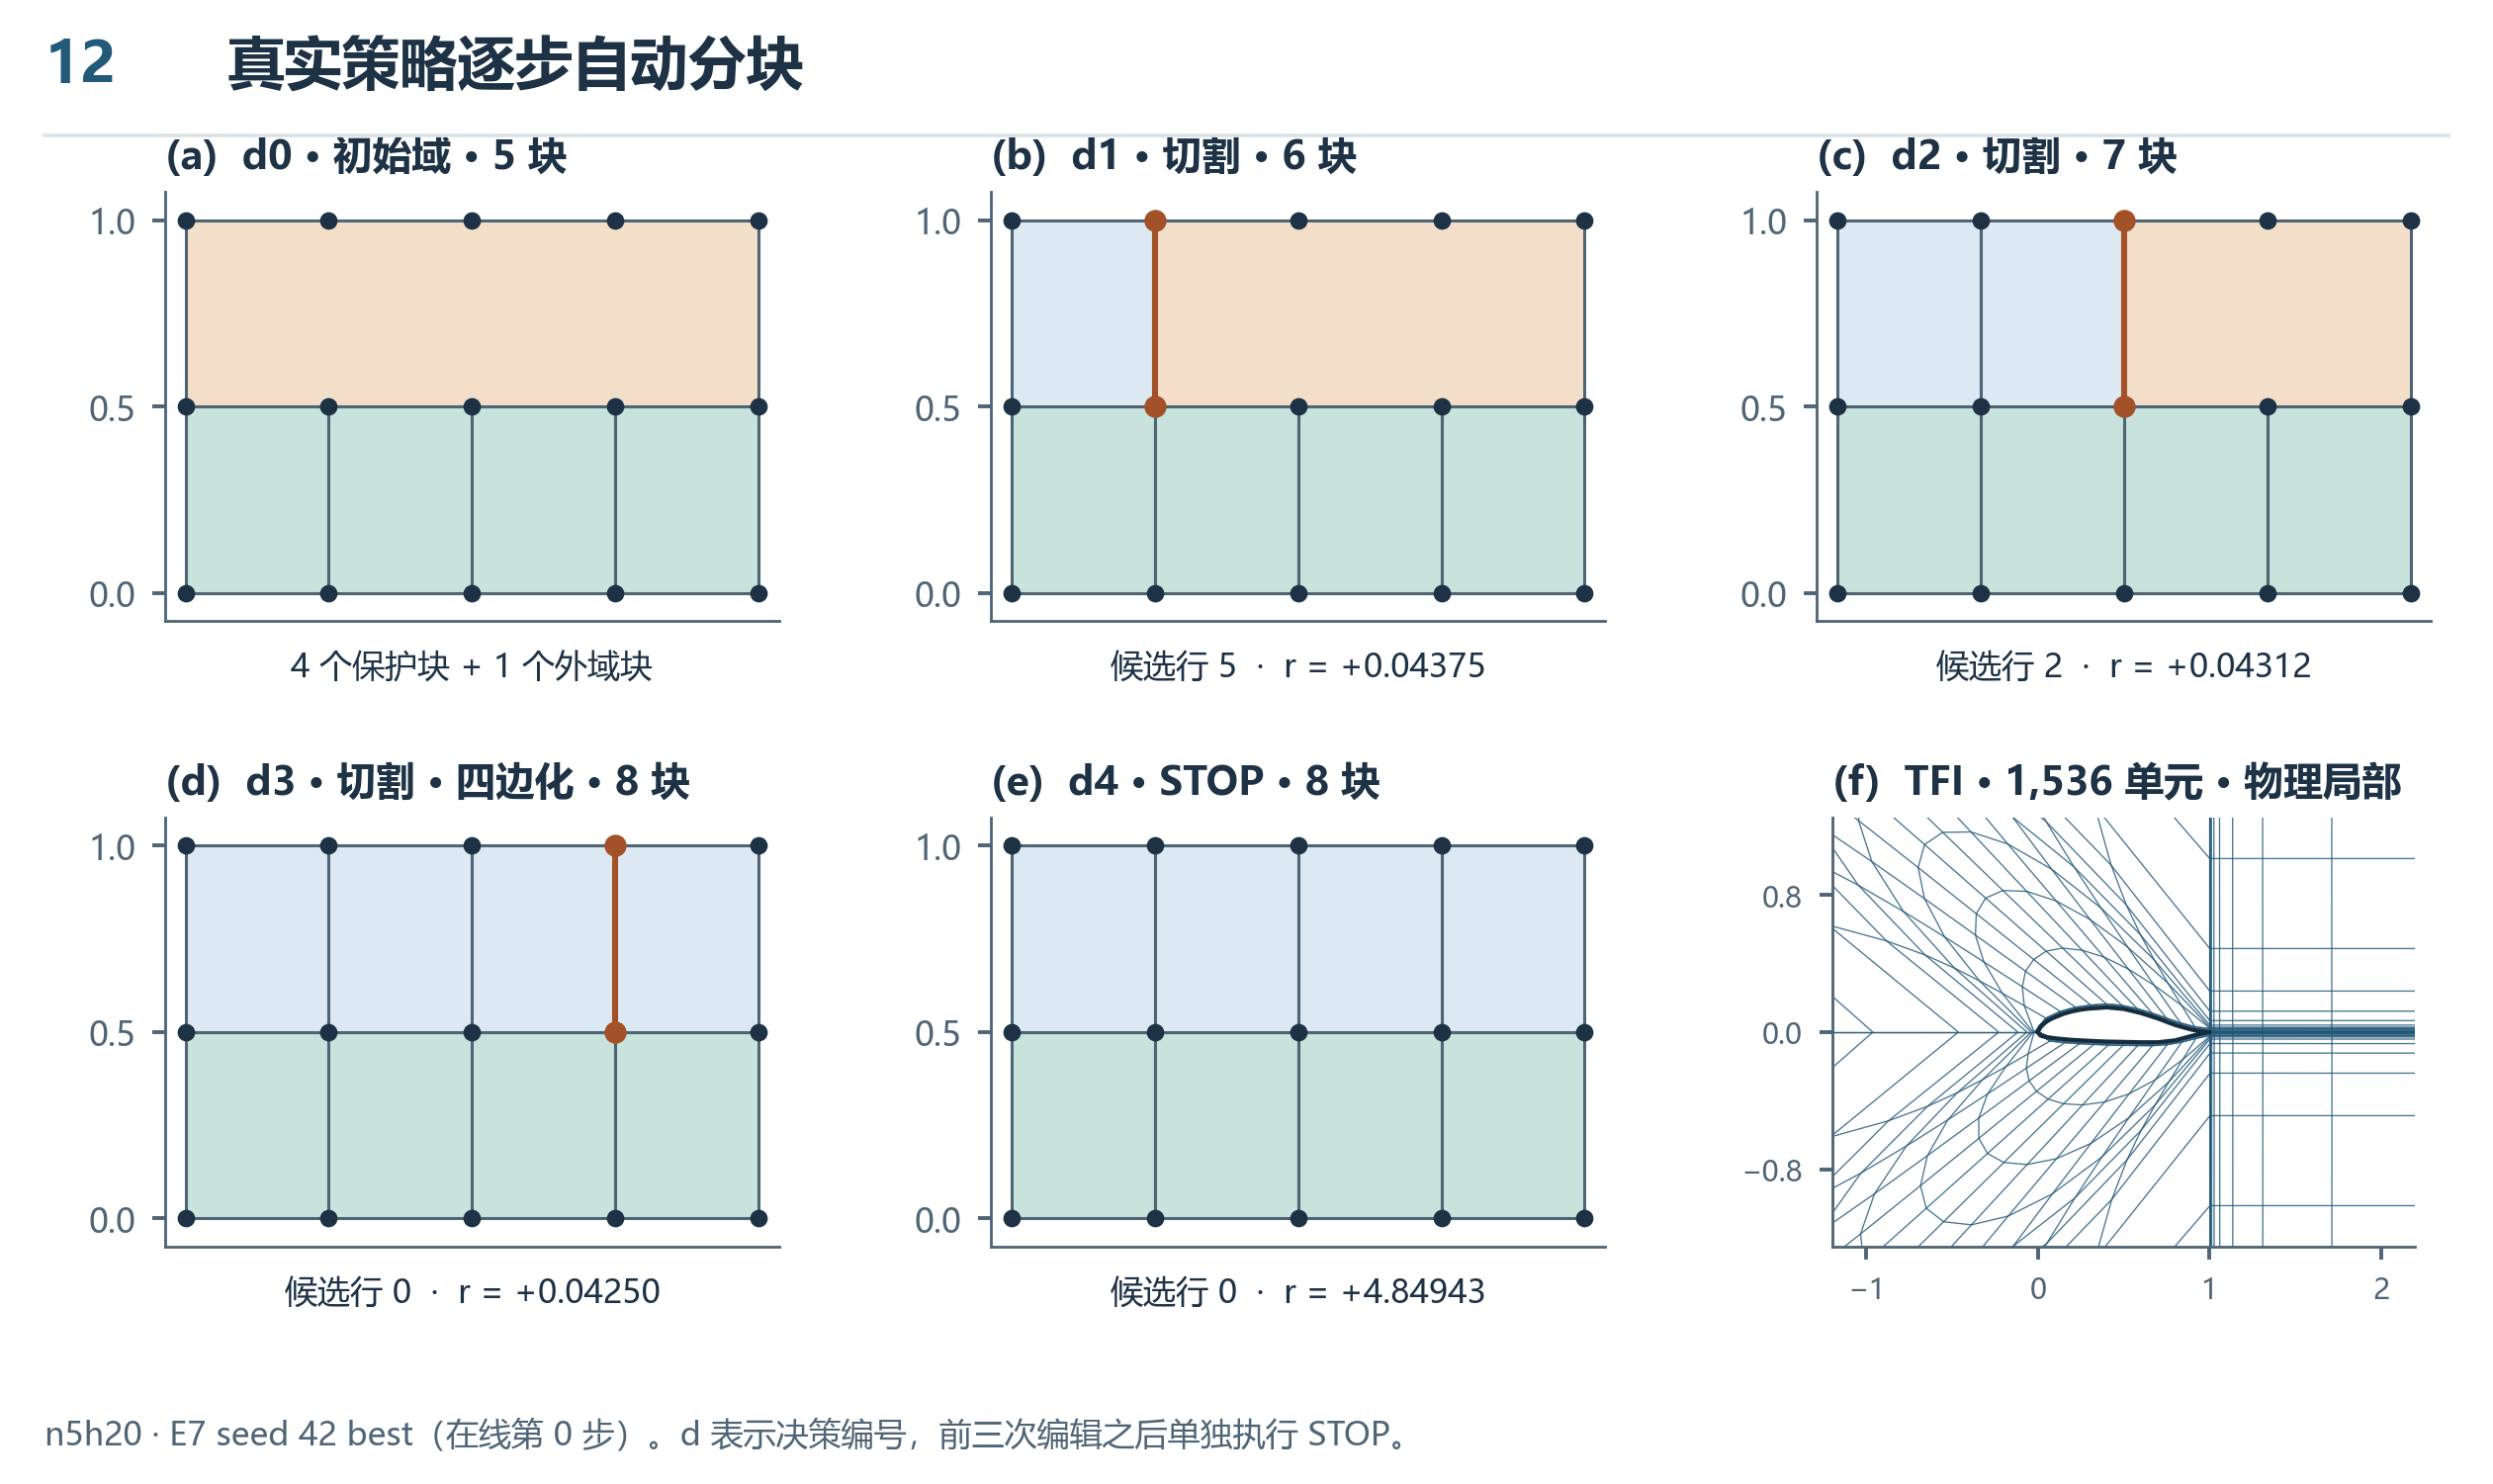 12 真实策略逐步自动分块
(a) d0 • 初始域 • 5 块
(b) d1 • 切割 • 6 块
(c) d2 • 切割 • 7 块
1.0
0.5
0.0
1.0
0.5
0.0
1.0
0.5
0.0
4 个保护块 + 1 个外域块
候选行 5 · r = +0.04375
候选行 2 · r = +0.04312
(d) d3 • 切割 • 四边化 • 8 块
(e) d4 • STOP • 8 块
(f) TFI • 1,536 单元 • 物理局部
1.0
0.5
0.0
1.0
0.5
0.0
0.8
0.0
−0.8
−1 0 1 2
候选行 0 · r = +0.04250
候选行 0 · r = +4.84943
n5h20 · E7 seed 42 best（在线第 0 步）。d 表示决策编号，前三次编辑之后单独执行 STOP。